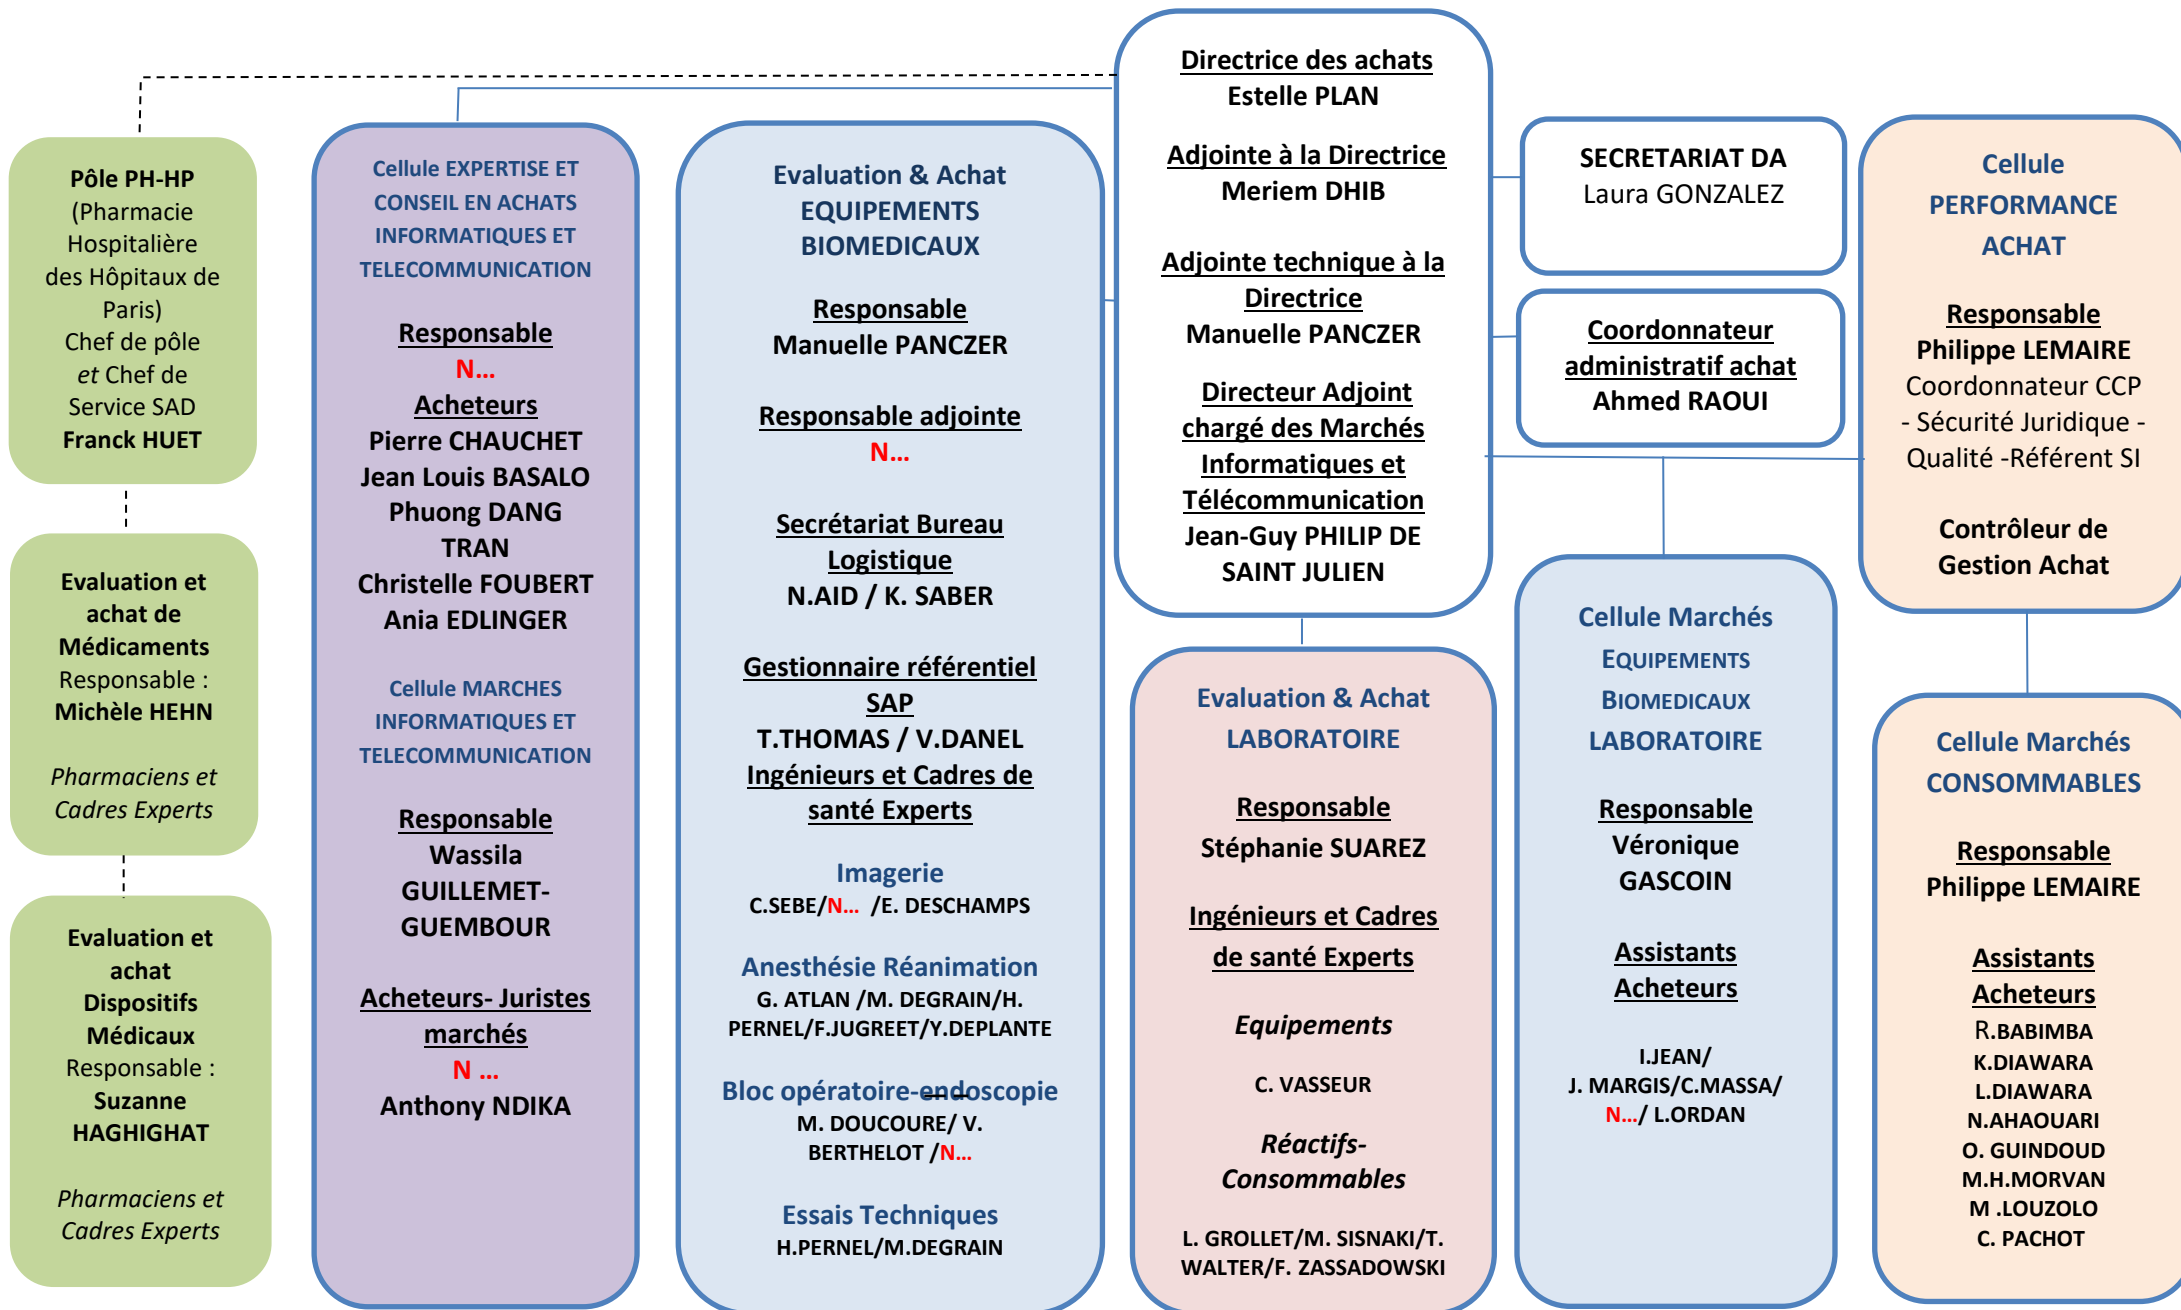 Directrice des achats
Estelle PLAN
Adjointe à la Directrice
Meriem DHIB
Adjointe technique à la
Directrice
Manuelle PANCZER
Directeur Adjoint
chargé des Marchés
Informatiques et
Télécommunication
Jean-Guy PHILIP DE
SAINT JULIEN
SECRETARIAT DA
Laura GONZALEZ
Coordonnateur
administratif achat
Ahmed RAOUI
Pôle PH-HP
(Pharmacie
Hospitalière
des Hôpitaux de
Paris)
Chef de pôle
et Chef de
Service SAD
Franck HUET
Evaluation et
achat de
Médicaments
Responsable :
Michèle HEHN
Pharmaciens et
Cadres Experts
Evaluation et
achat
Dispositifs
Médicaux
Responsable :
Suzanne
HAGHIGHAT
Pharmaciens et
Cadres Experts
Cellule EXPERTISE ET
CONSEIL EN ACHATS
INFORMATIQUES ET
TELECOMMUNICATION
Responsable
N...
Acheteurs
Pierre CHAUCHET
Jean Louis BASALO
Phuong DANG
TRAN
Christelle FOUBERT
Ania EDLINGER
Cellule MARCHES
INFORMATIQUES ET
TELECOMMUNICATION
Responsable
Wassila
GUILLEMET-
GUEMBOUR
Acheteurs- Juristes
marchés
N ...
Anthony NDIKA
Evaluation & Achat
EQUIPEMENTS
BIOMEDICAUX
Responsable
Manuelle PANCZER
Responsable adjointe
N...
Secrétariat Bureau
Logistique
N.AID / K. SABER
Gestionnaire référentiel
SAP
T.THOMAS / V.DANEL
Ingénieurs et Cadres de
santé Experts
Imagerie
C.SEBE/N... /E. DESCHAMPS
Anesthésie Réanimation
G. ATLAN /M. DEGRAIN/H.
PERNEL/F.JUGREET/Y.DEPLANTE
Bloc opératoire-endoscopie
M. DOUCOURE/ V.
BERTHELOT /N...
Essais Techniques
H.PERNEL/M.DEGRAIN
Evaluation & Achat
LABORATOIRE
Responsable
Stéphanie SUAREZ
Ingénieurs et Cadres
de santé Experts
Equipements
C. VASSEUR
Réactifs-
Consommables
L. GROLLET/M. SISNAKI/T.
WALTER/F. ZASSADOWSKI
Cellule Marchés
EQUIPEMENTS
BIOMEDICAUX
LABORATOIRE
Responsable
Véronique
GASCOIN
Assistants
Acheteurs
I.JEAN/
J. MARGIS/C.MASSA/
N.../ L.ORDAN
Cellule
PERFORMANCE
ACHAT
Responsable
Philippe LEMAIRE
Coordonnateur CCP
- Sécurité Juridique -
Qualité -Référent SI
Contrôleur de
Gestion Achat
Cellule Marchés
CONSOMMABLES
Responsable
Philippe LEMAIRE
Assistants
Acheteurs
R.BABIMBA
K.DIAWARA
L.DIAWARA
N.AHAOUARI
O. GUINDOUD
M.H.MORVAN
M .LOUZOLO
C. PACHOT